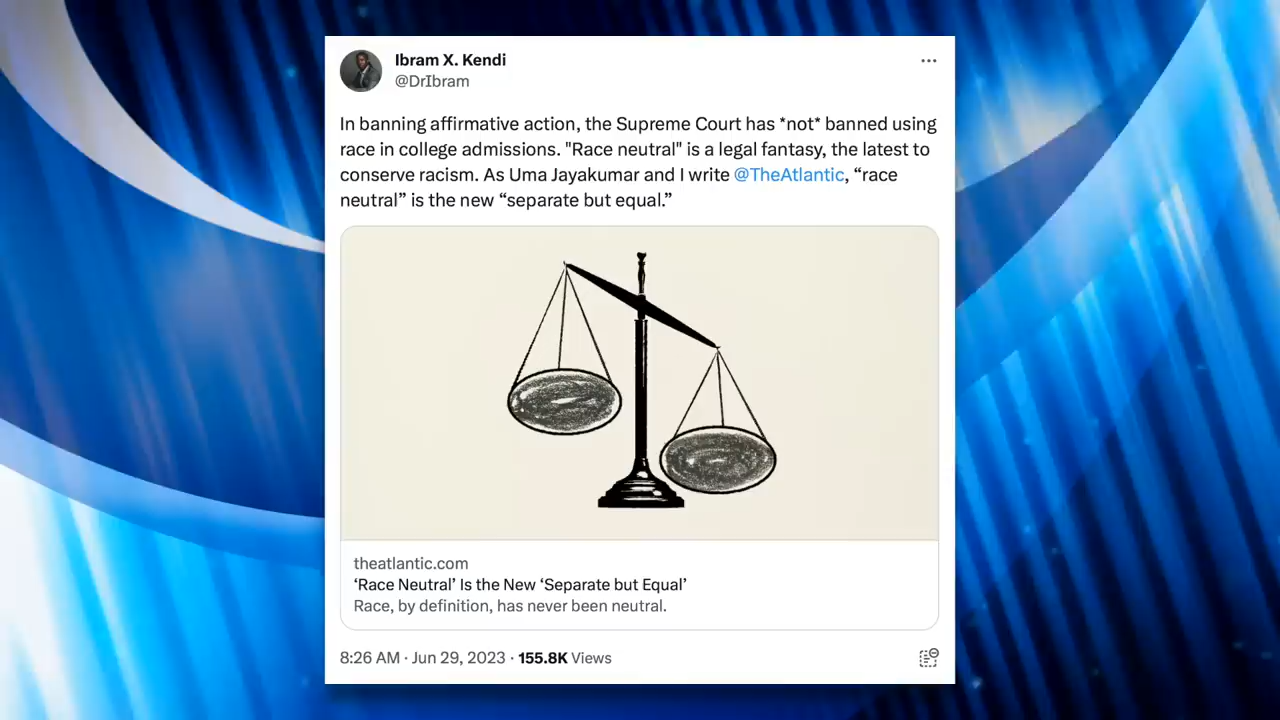 Ibram X. Kendi
@DrIbram
In banning affirmative action, the Supreme Court has *not* banned using
race in college admissions. "Race neutral" is a legal fantasy, the latest to
conserve racism. As Uma Jayakumar and I write @TheAtlantic, “race
neutral” is the new “separate but equal.”
theatlantic.com
‘Race Neutral’ Is the New ‘Separate but Equal’
Race, by definition, has never been neutral.
8:26 AM · Jun 29, 2023 · 155.8K Views